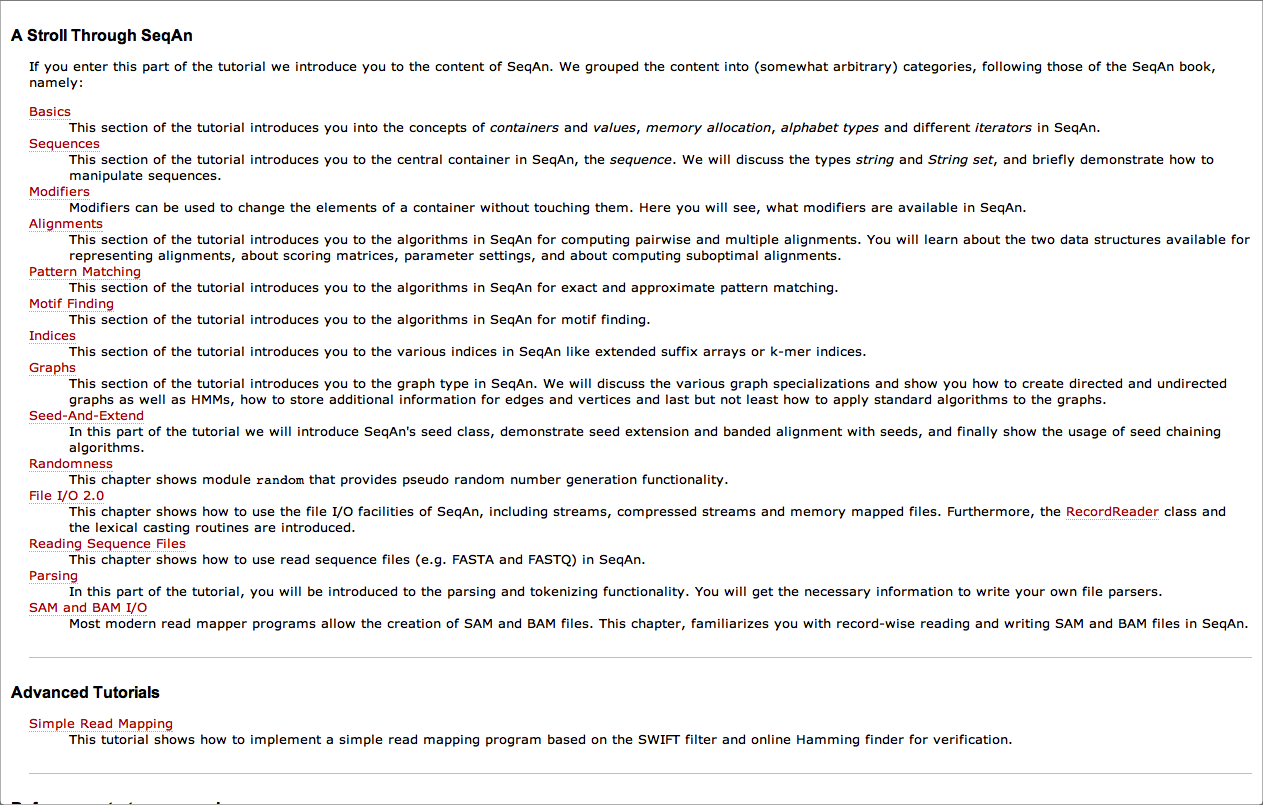 A Stroll Through SeqAn
If you enter this part of the tutorial we introduce you to the content of SeqAn. We grouped the content into (somewhat arbitrary) categories, following those of the SeqAn book,
namely:
Basics
This section of the tutorial introduces you into the concepts of containers and values, memory allocation, alphabet types and different iterators in SeqAn.
Sequences
This section of the tutorial introduces you to the central container in SeqAn, the sequence. We will discuss the types string and String set, and briefly demonstrate how to
manipulate sequences.
Modifiers
Modifiers can be used to change the elements of a container without touching them. Here you will see, what modifiers are available in SeqAn.
Alignments
This section of the tutorial introduces you to the algorithms in SeqAn for computing pairwise and multiple alignments. You will learn about the two data structures available for
representing alignments, about scoring matrices, parameter settings, and about computing suboptimal alignments.
Pattern Matching
This section of the tutorial introduces you to the algorithms in SeqAn for exact and approximate pattern matching.
Motif Finding
This section of the tutorial introduces you to the algorithms in SeqAn for motif finding.
Indices
This section of the tutorial introduces you to the various indices in SeqAn like extended suffix arrays or k-mer indices.
Graphs
This section of the tutorial introduces you to the graph type in SeqAn. We will discuss the various graph specializations and show you how to create directed and undirected
graphs as well as HMMs, how to store additional information for edges and vertices and last but not least how to apply standard algorithms to the graphs.
Seed-And-Extend
In this part of the tutorial we will introduce SeqAn's seed class, demonstrate seed extension and banded alignment with seeds, and finally show the usage of seed chaining
algorithms.
Randomness
This chapter shows module random that provides pseudo random number generation functionality.
File I/O 2.0
This chapter shows how to use the file I/O facilities of SeqAn, including streams, compressed streams and memory mapped files. Furthermore, the RecordReader class and
the lexical casting routines are introduced.
Reading Sequence Files
This chapter shows how to use read sequence files (e.g. FASTA and FASTQ) in SeqAn.
Parsing
In this part of the tutorial, you will be introduced to the parsing and tokenizing functionality. You will get the necessary information to write your own file parsers.
SAM and BAM I/O
Most modern read mapper programs allow the creation of SAM and BAM files. This chapter, familiarizes you with record-wise reading and writing SAM and BAM files in SeqAn.
Advanced Tutorials
Simple Read Mapping
This tutorial shows how to implement a simple read mapping program based on the SWIFT filter and online Hamming finder for verification.